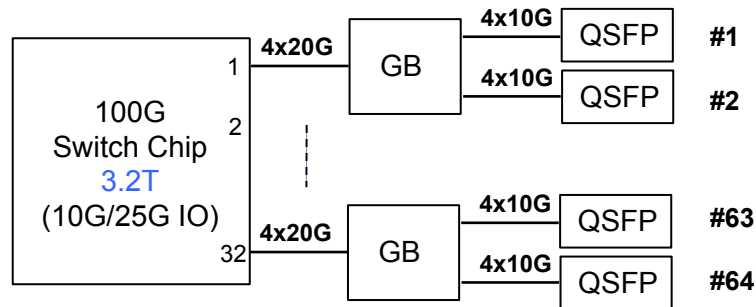 4x20G
4x10G
QSFP
#1
1
GB
4x10G
QSFP
#2
100G
Switch Chip
3.2T
(10G/25G IO)
2
4x10G
QSFP
#63
32
4x20G
GB
4x10G
QSFP
#64